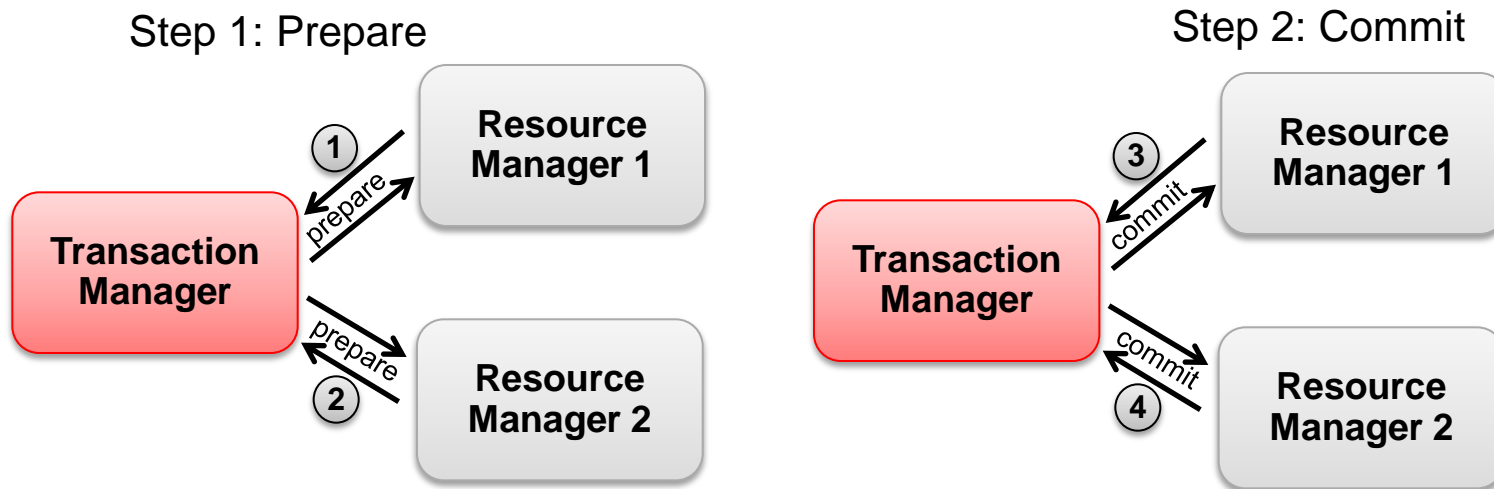 Step 1: Prepare
1
Resource
Manager 1
prepare
Transaction
Manager
prepare
2
Resource
Manager 2
Step 2: Commit
3
Resource
Manager 1
commit
Transaction
Manager
commit
4
Resource
Manager 2